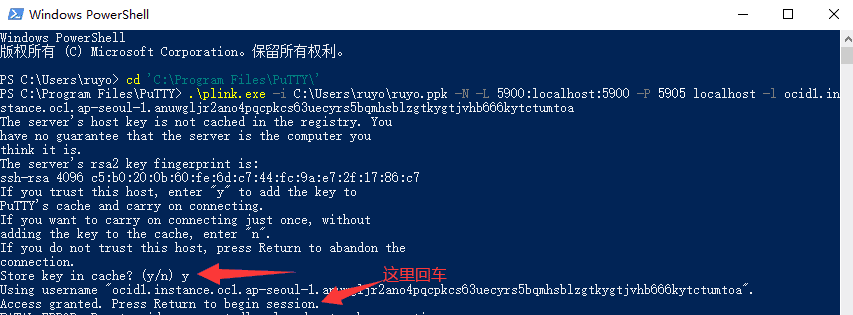 Windows PowerShell
Windows PowerShell
版权所有 (C) Microsoft Corporation。保留所有权利。
PS C:\Users\ruyo> cd 'C:\Program Files\PuTTY\'
PS C:\Program Files\PuTTY> .\plink.exe -i C:\Users\ruyo\ruyo.ppk -N -L 5900:localhost:5900 -P 5905 localhost -l ocid1.in
stance.oc1.ap-seoul-1.anuwgljr2ano4pqcpkcs63uecyrs5bqmhsblzgtkygtjvhb666kytctumtoa
The server's host key is not cached in the registry. You
have no guarantee that the server is the computer you
think it is.
The server's rsa2 key fingerprint is:
ssh-rsa 4096 c5:b0:20:0b:60:fe:6d:c7:44:fc:9a:e7:2f:17:86:c7
If you trust this host, enter "y" to add the key to
PuTTY's cache and carry on connecting.
If you want to carry on connecting just once, without
adding the key to the cache, enter "n".
If you do not trust this host, press Return to abandon the
connection.
Store key in cache? (y/n) y
这里回车
Using username "ocid1.instance.oc1.ap-seoul-1.anuwgljr2ano4pqcpkcs63uecyrs5bqmhsblzgtkygtjvhb666kytctumtoa".
Access granted. Press Return to begin session.